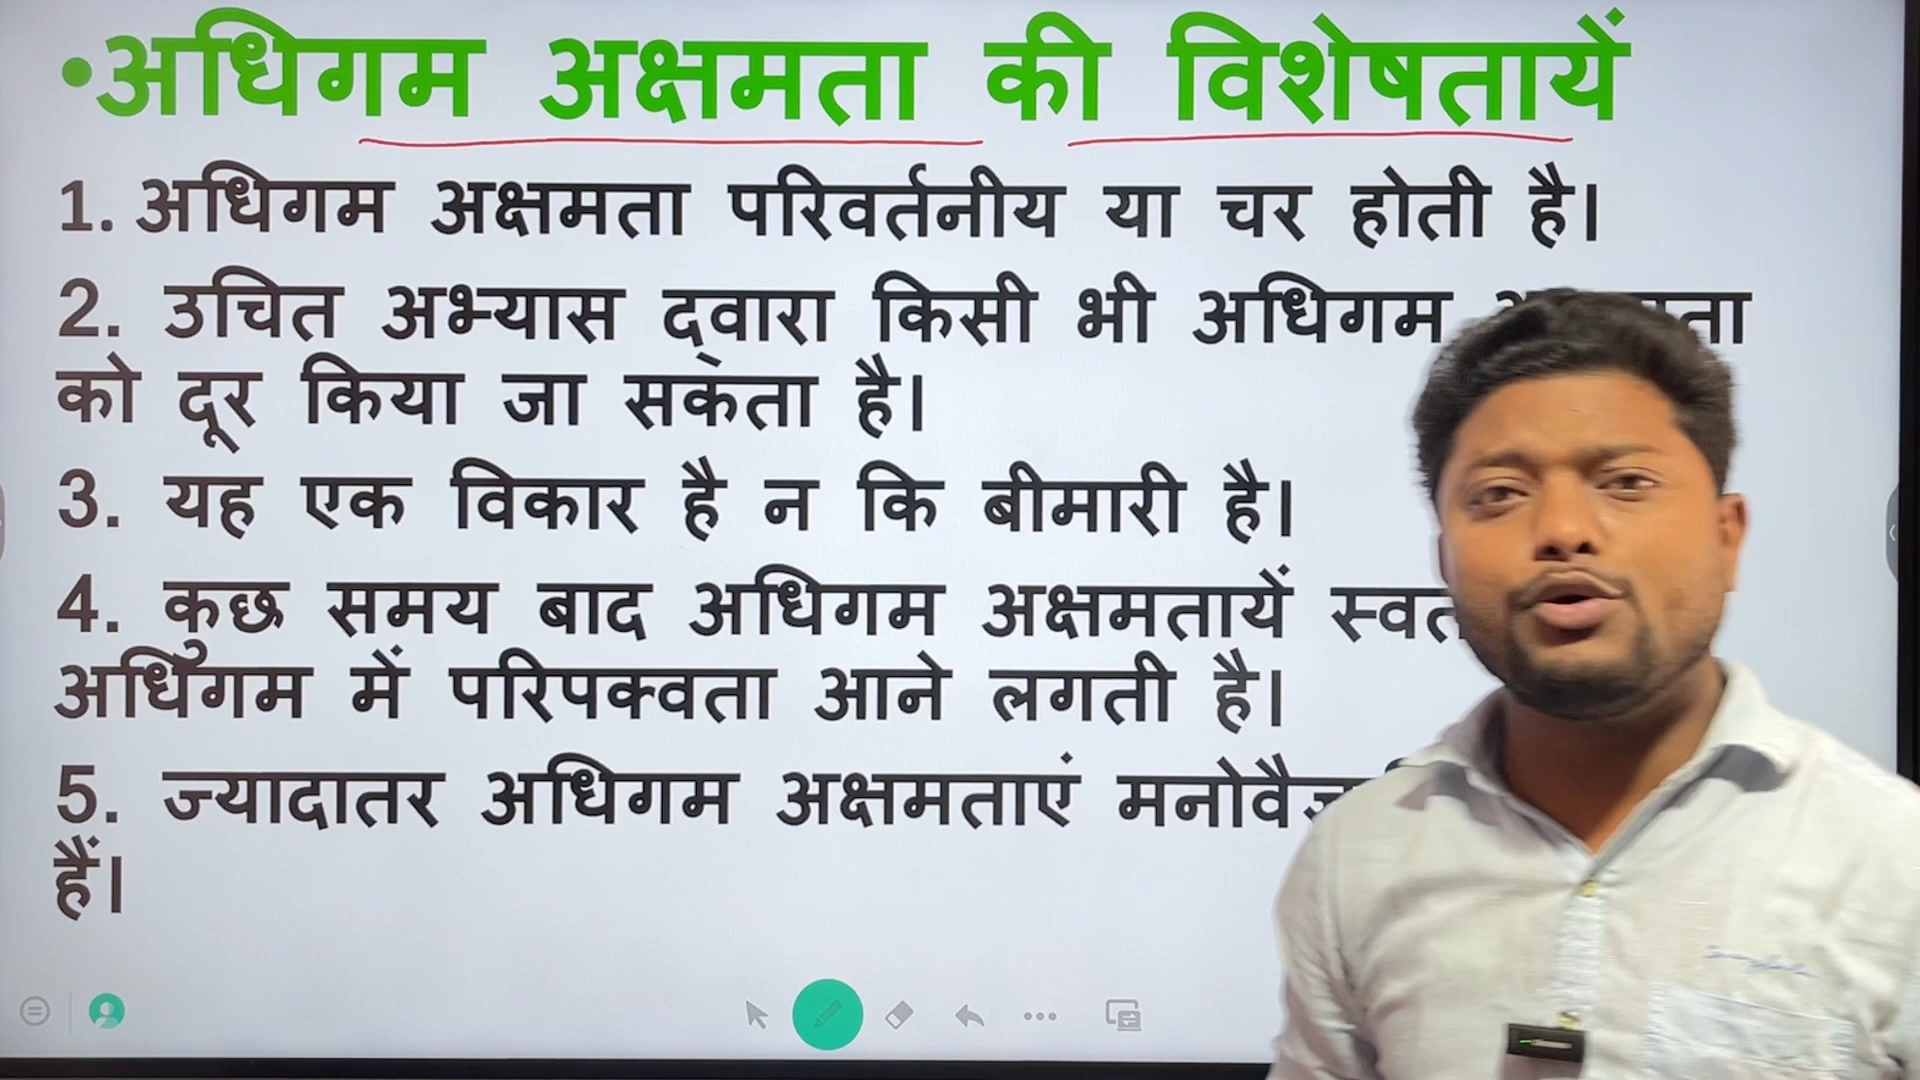 •अधिगम अक्षमता की विशेषतायें
1. अधिगम अक्षमता परिवर्तनीय या चर होती है।
2. उचित अभ्यास द्वारा किसी भी अधिगम
को दूर किया जा सकता है।
3. यह एक विकार है न कि बीमारी है।
4. कुछ समय बाद अधिगम अक्षमतायें
अधिगम में परिपक्वता आने लगती है।
5. ज्यादातर अधिगम अक्षमताएं
हैं।